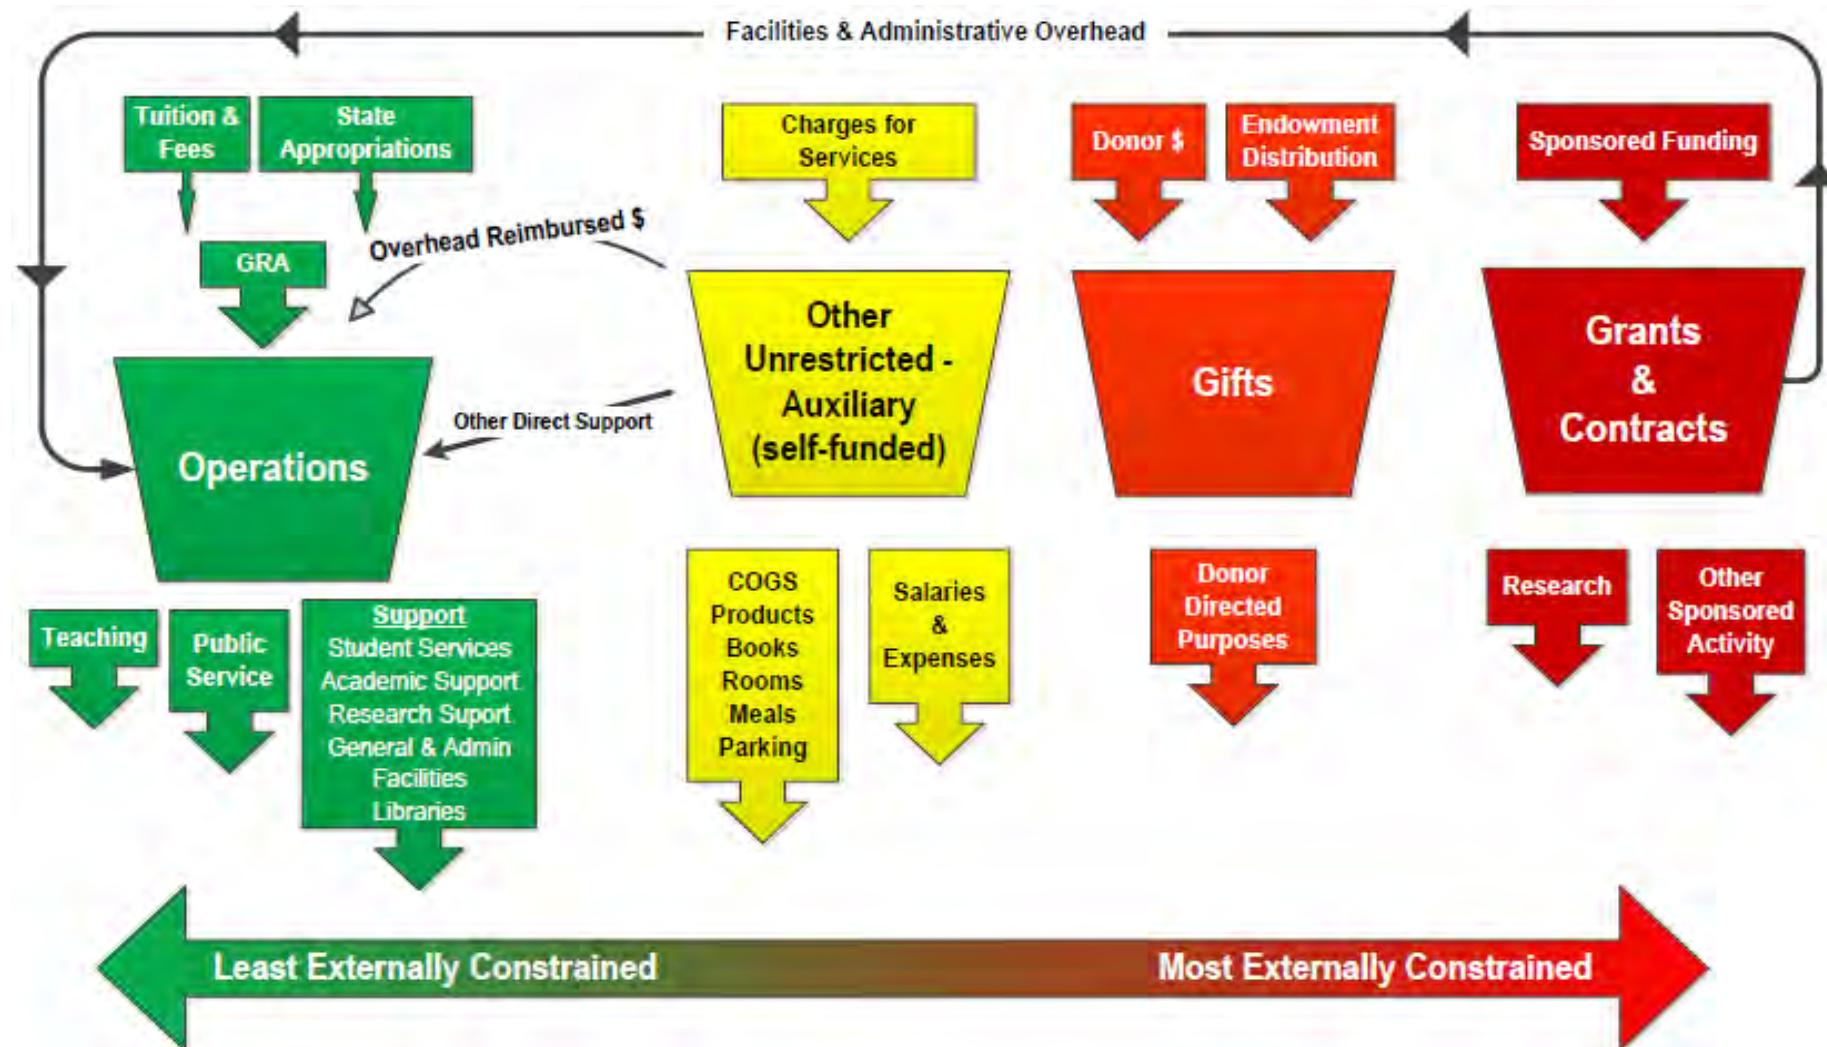 Facilities & Administrative Overhead
Tuition &
Fees
State
Appropriations
Charges for
Services
Donor $
Endowment
Distribution
Sponsored Funding
GRA
Overhead Reimbursed $
Other Direct Support
Operations
Other
Unrestricted -
Auxiliary
(self-funded)
Gifts
Grants
&
Contracts
Teaching
Public
Service
Support
Student Services
Academic Support
Research Suport
General & Admin
Facilities
Libraries
COGS
Products
Books
Rooms
Meals
Parking
Salaries
&
Expenses
Donor
Directed
Purposes
Research
Other
Sponsored
Activity
Least Externally Constrained
Most Externally Constrained